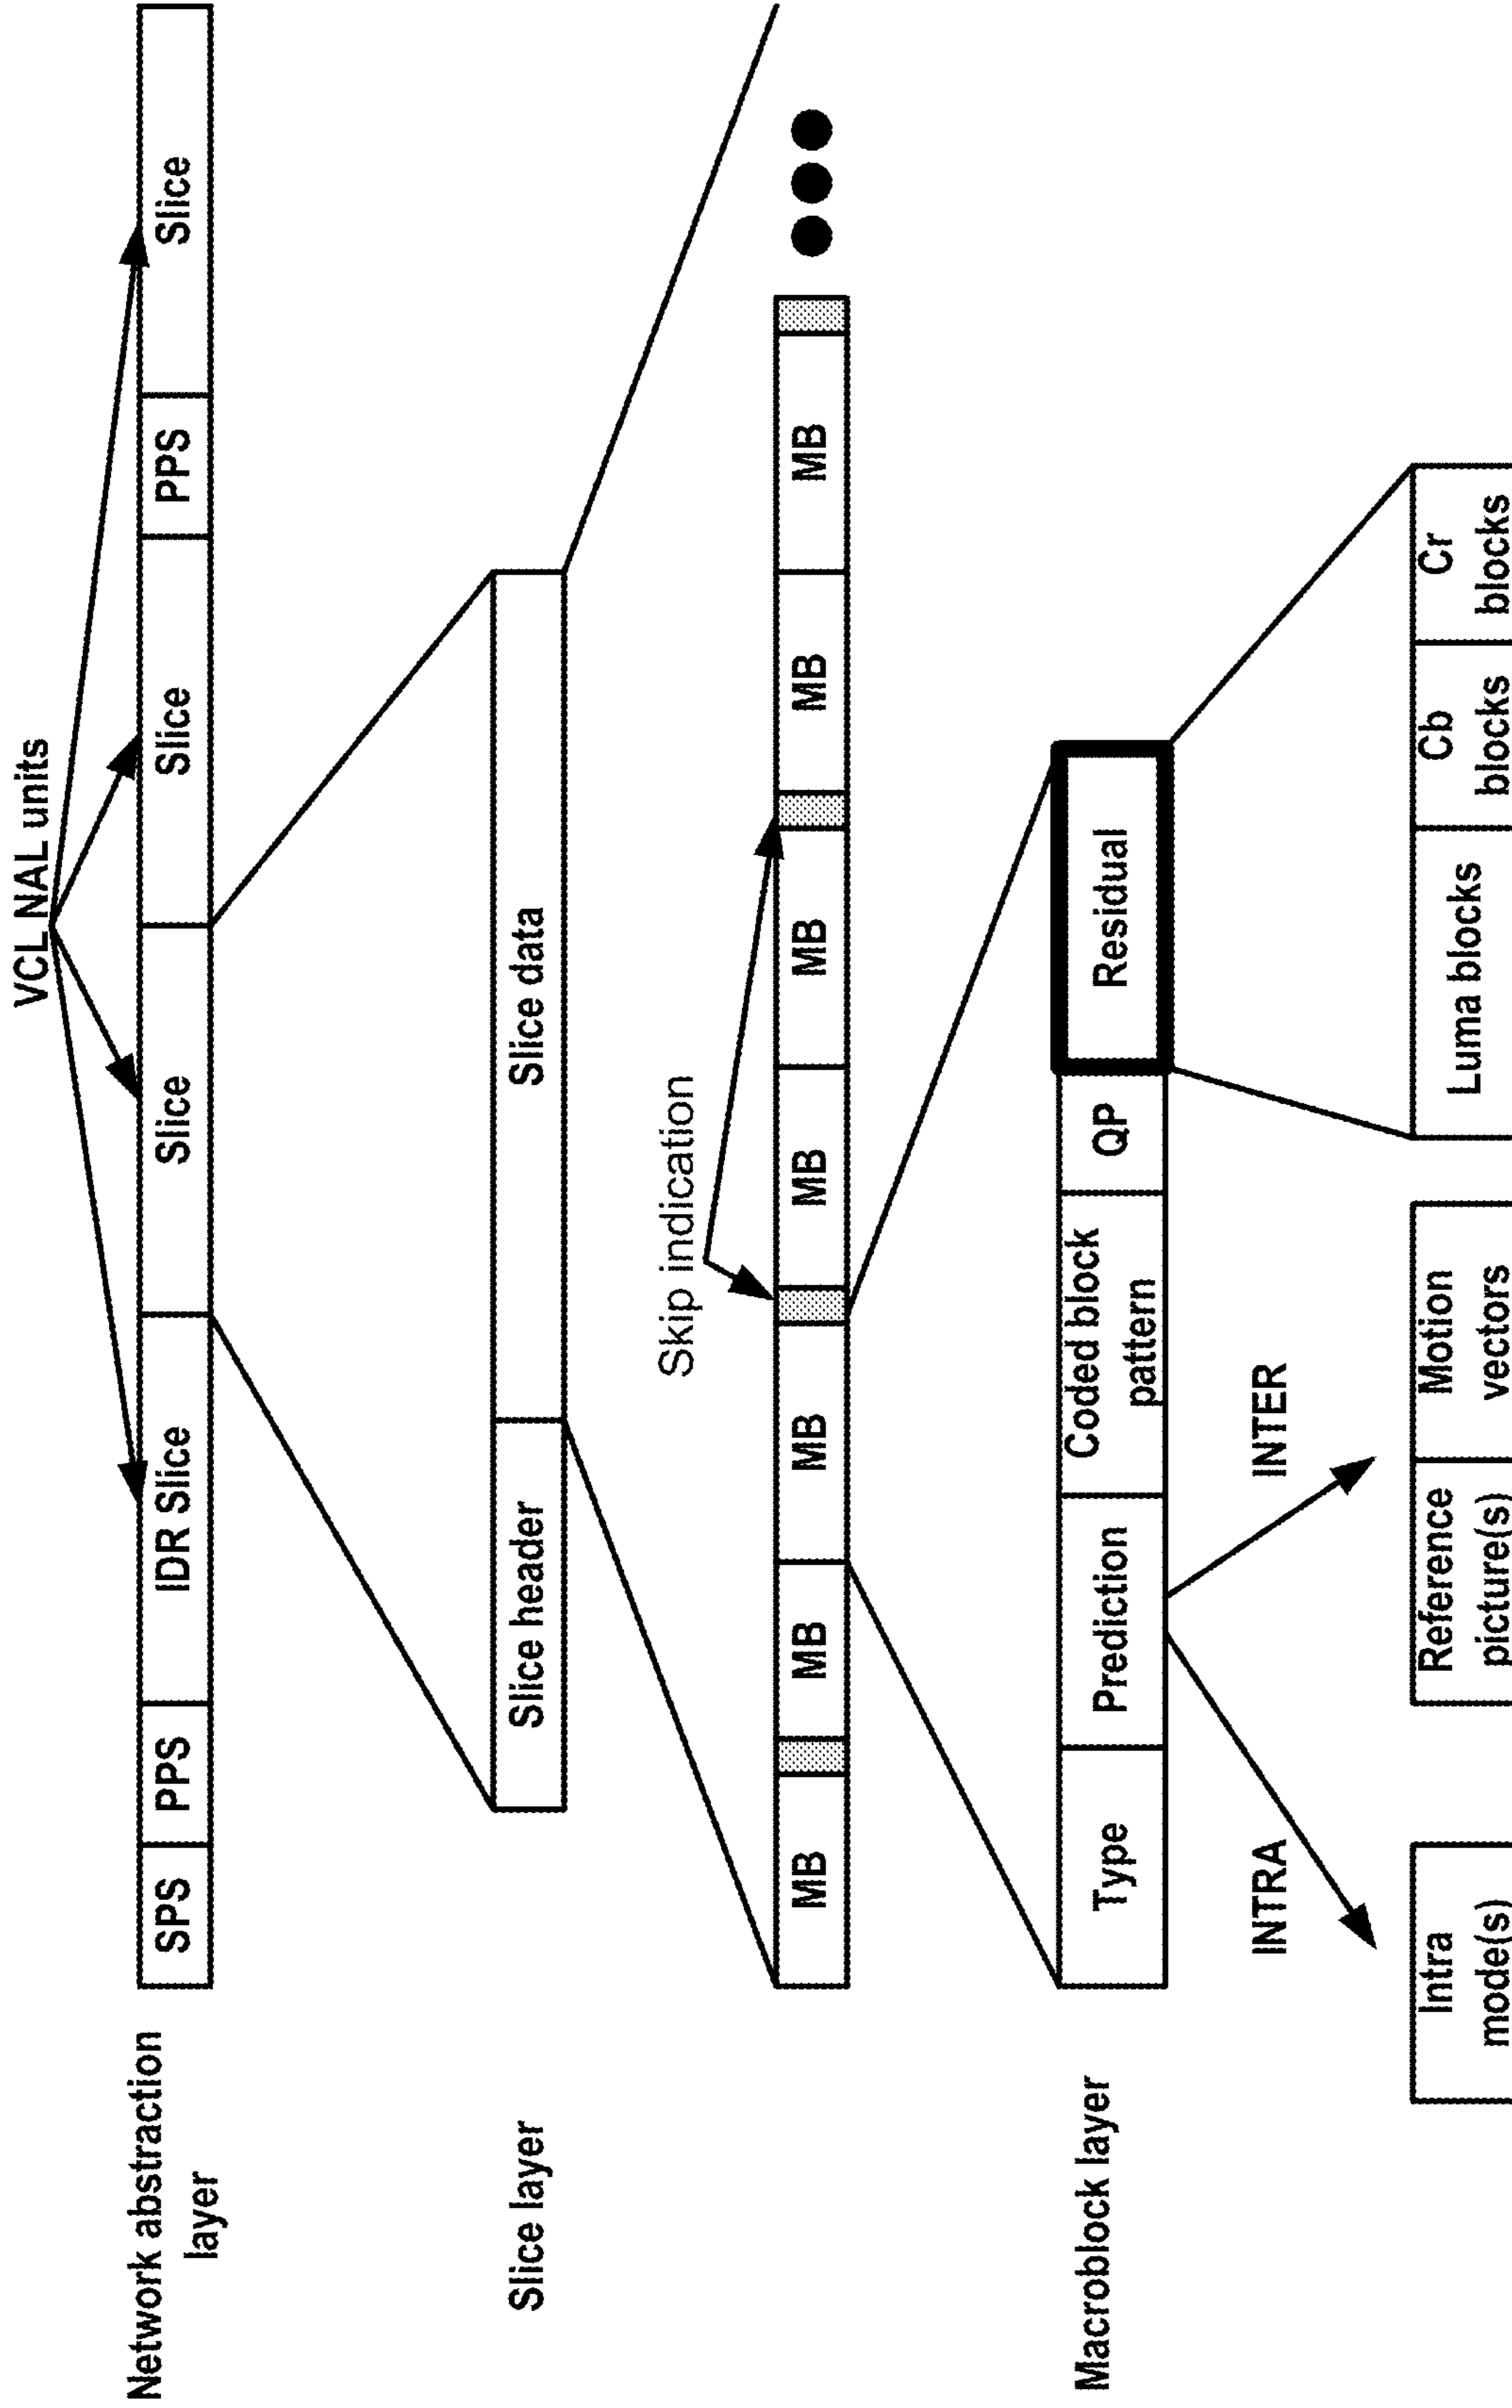 VCL NAL units
Network abstraction
layer
SPS PPS IDR Slice Slice Slice PPS Slice
Slice layer
Slice header Slice data
Skip indication
MB MB MB MB MB MB MB
Macroblock layer
Type Prediction Coded block
pattern QP Residual
INTRA INTER
Intra
mode(s)
Reference
picture(s)
Motion
vectors
Luma blocks
Cb
blocks
Cr
blocks